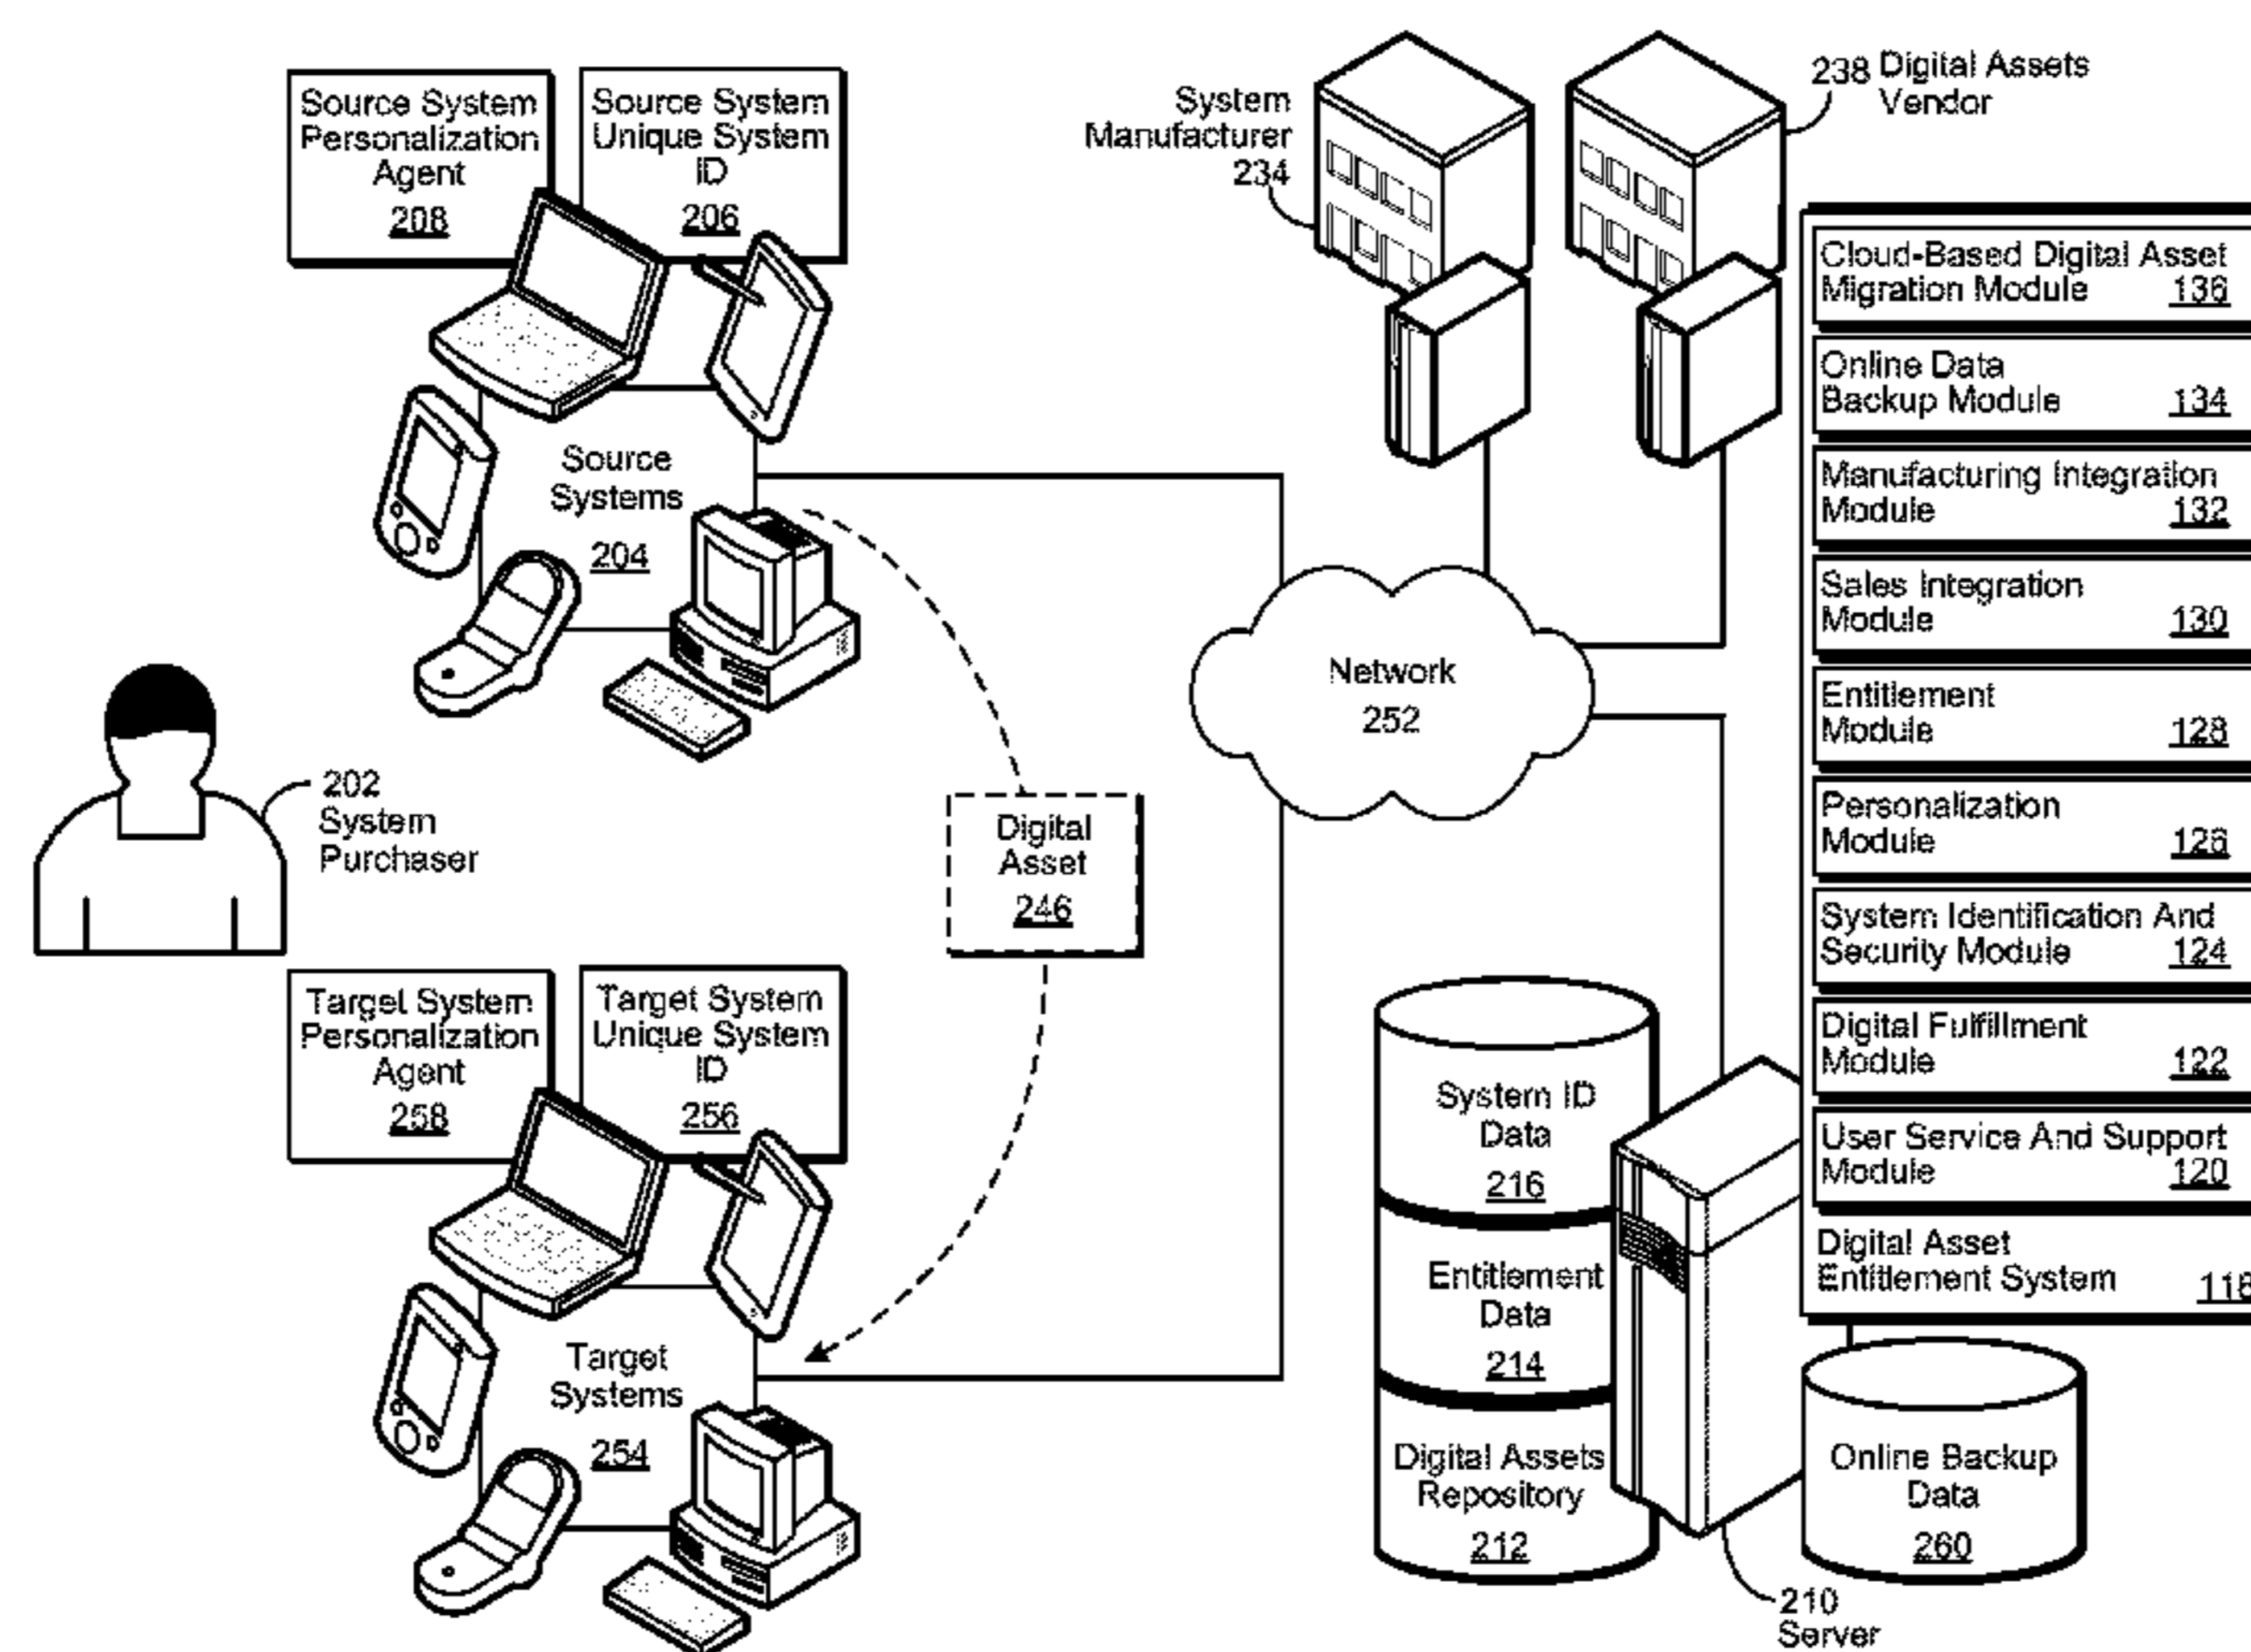 Source System
Personalization
Agent
208
Source System
Unique System
ID
206
Source
Systems
204
202
System
Purchaser
Digital
Asset
246
Target System
Personalization
Agent
258
Target System
Unique System
ID
256
Target
Systems
254
System
Manufacturer
234
238 Digital Assets
Vendor
Network
252
Cloud-Based Digital Asset
Migration Module 136
Online Data
Backup Module 134
Manufacturing Integration
Module 132
Sales Integration
Module 130
Entitlement
Module 128
Personalization
Module 126
System Identification And
Security Module 124
Digital Fulfillment
Module 122
User Service And Support
Module 120
Digital Asset
Entitlement System 118
System ID
Data
216
Entitlement
Data
214
Digital Assets
Repository
212
Online Backup
Data
260
210
Server